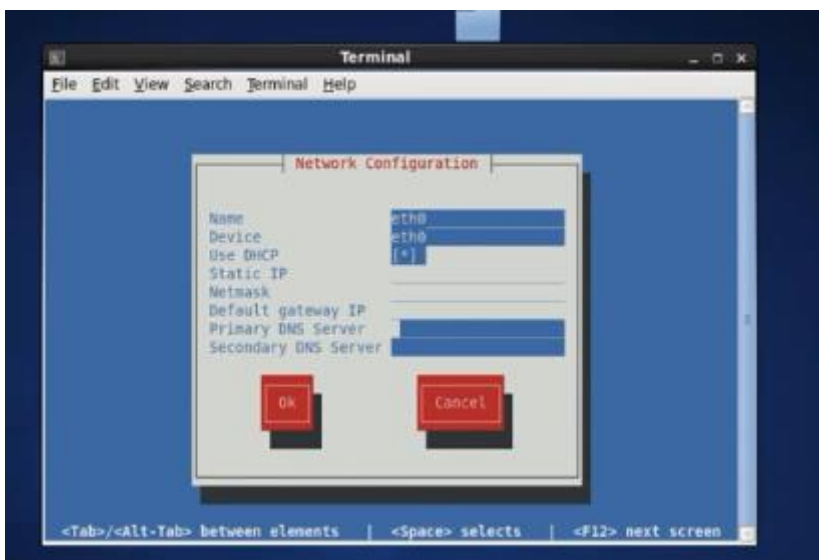 Terminal
File Edit View Search Terminal Help
Network Configuration
Name eth0
Device eth0
Use DHCP [*]
Static IP
Netmask
Default gateway IP
Primary DNS Server
Secondary DNS Server
Ok Cancel
<Tab>/<Alt-Tab> between elements | <Space> selects | <F12> next screen